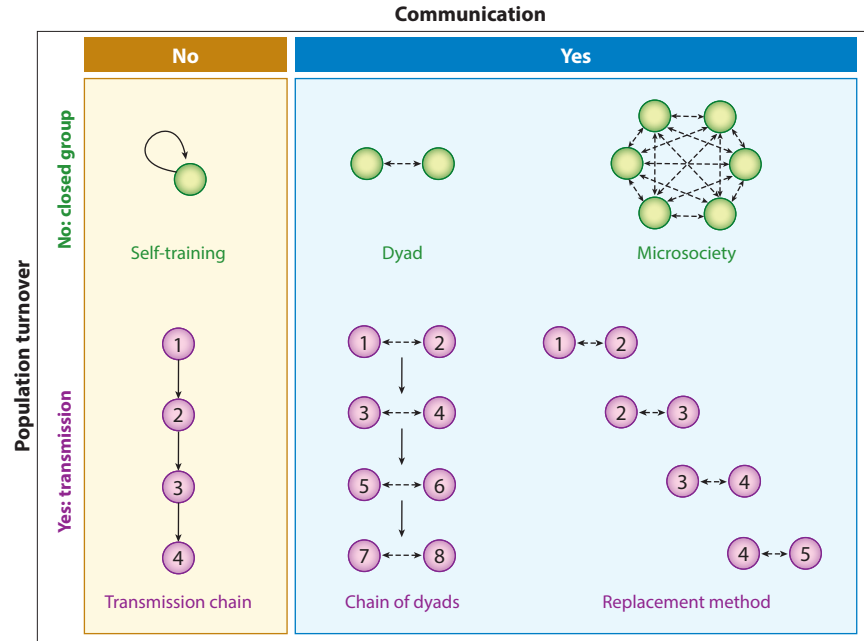 Communication
No
Yes
Population turnover
No: closed group
Self-training
Dyad
Microsociety
Yes: transmission
1
2
3
4
Transmission chain
1 2
3 4
5 6
7 8
Chain of dyads
1 2
2 3
3 4
4 5
Replacement method